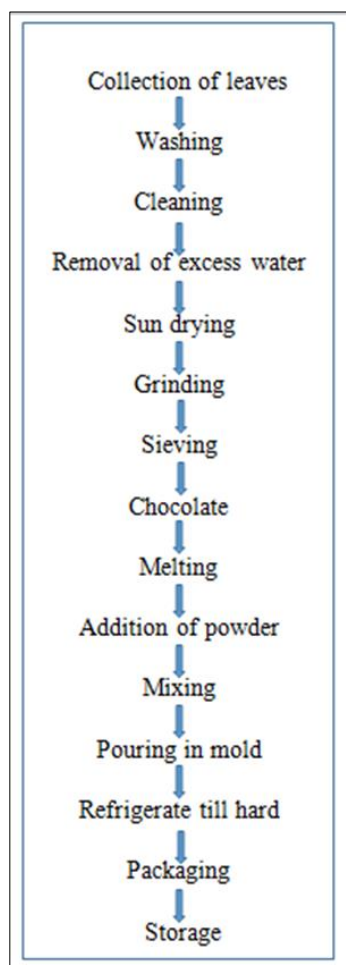 Collection of leaves
Washing
Cleaning
Removal of excess water
Sun drying
Grinding
Sieving
Chocolate
Melting
Addition of powder
Mixing
Pouring in mold
Refrigerate till hard
Packaging
Storage